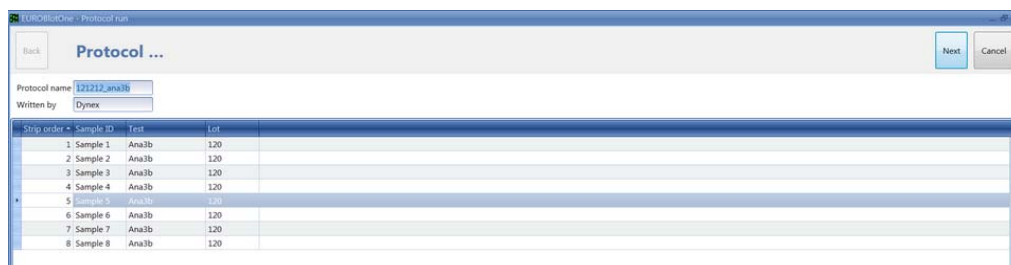 EUROBlotOne - Protocol run
Back Protocol ... Next Cancel
Protocol name 121212_ana3b
Written by Dynex
Strip order Sample ID Test Lot
1 Sample 1 Ana3b 120
2 Sample 2 Ana3b 120
3 Sample 3 Ana3b 120
4 Sample 4 Ana3b 120
5 Sample 5 Ana3b 120
6 Sample 6 Ana3b 120
7 Sample 7 Ana3b 120
8 Sample 8 Ana3b 120